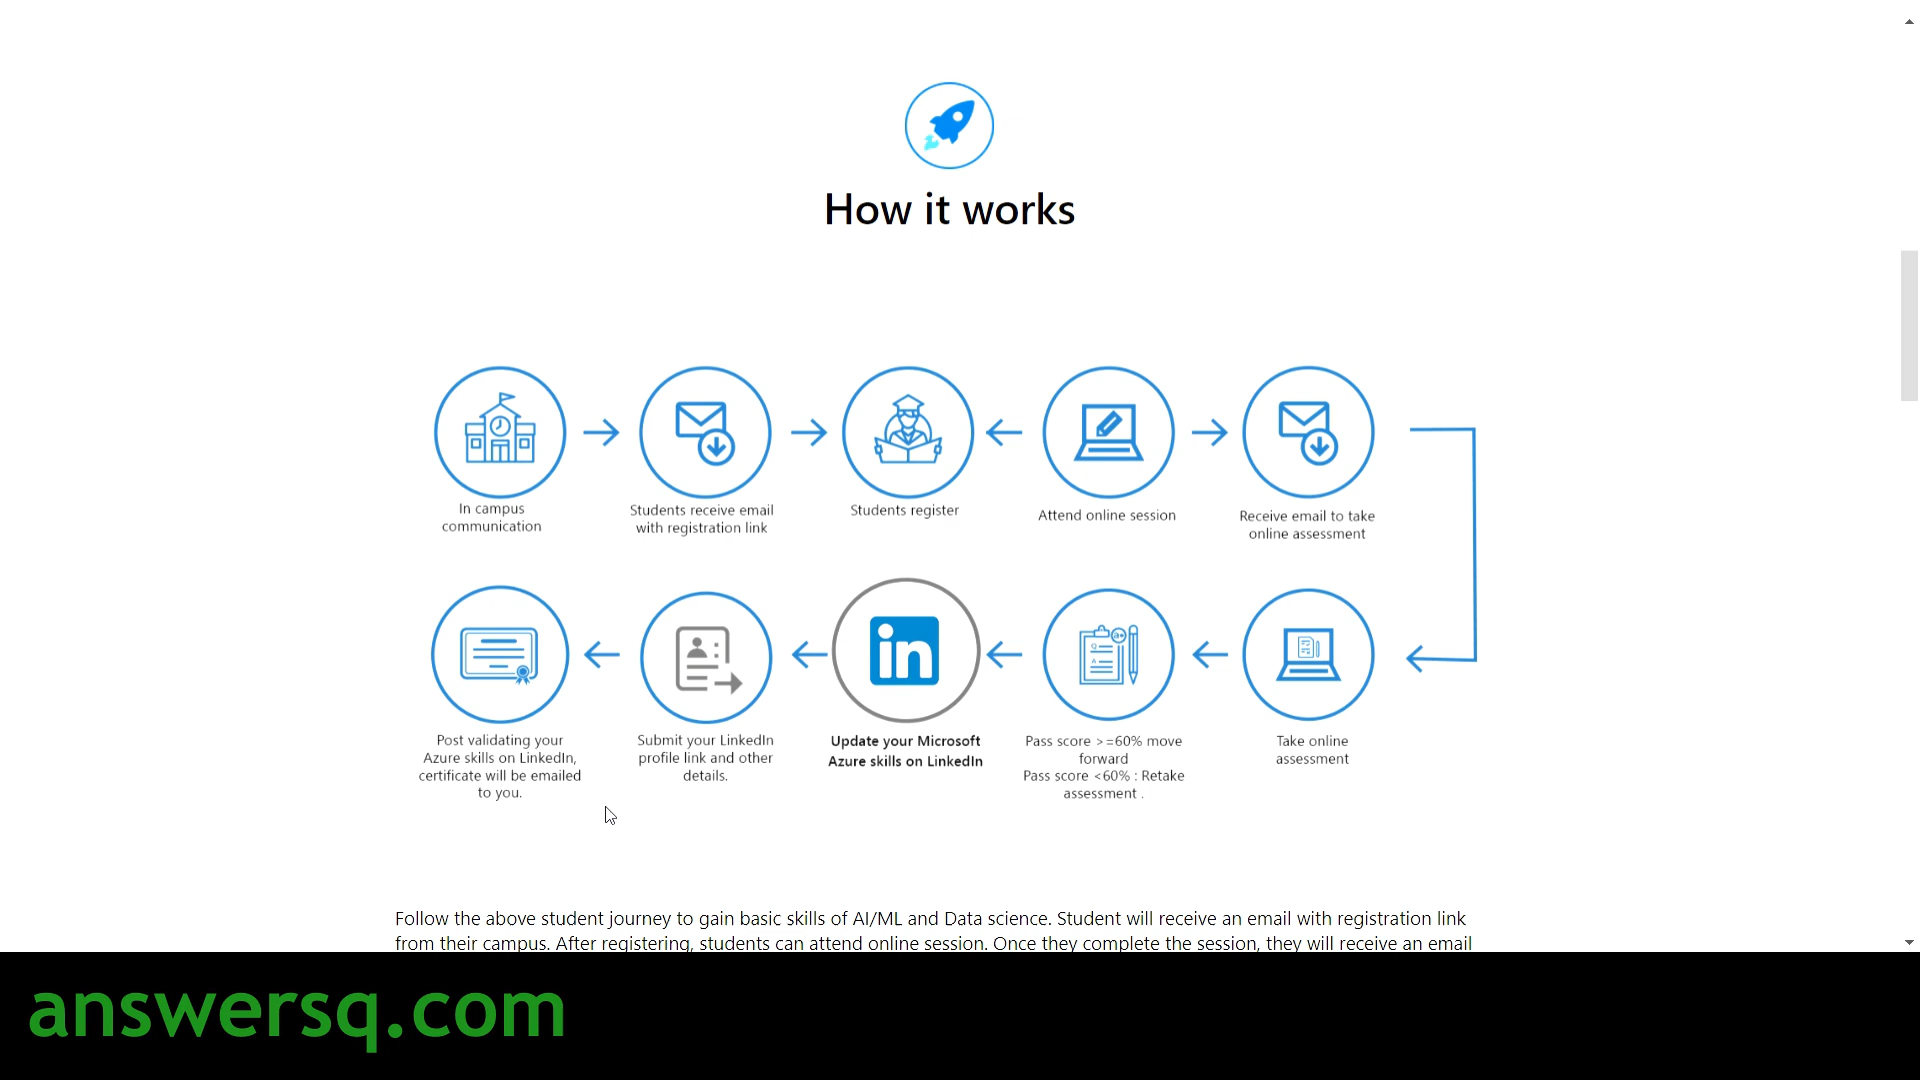 How it works
In campus
communication
Students receive email
with registration link
Students register
Attend online session
Receive email to take
online assessment
Post validating your
Azure skills on LinkedIn,
certificate will be emailed
to you.
Submit your LinkedIn
profile link and other
details.
in
Update your Microsoft
Azure skills on LinkedIn
Pass score >=60% move
forward
Pass score <60% : Retake
assessment .
Take online
assessment
Follow the above student journey to gain basic skills of AI/ML and Data science. Student will receive an email with registration link
from their campus. After registering, students can attend online session. Once they complete the session, they will receive an email
answersq.com